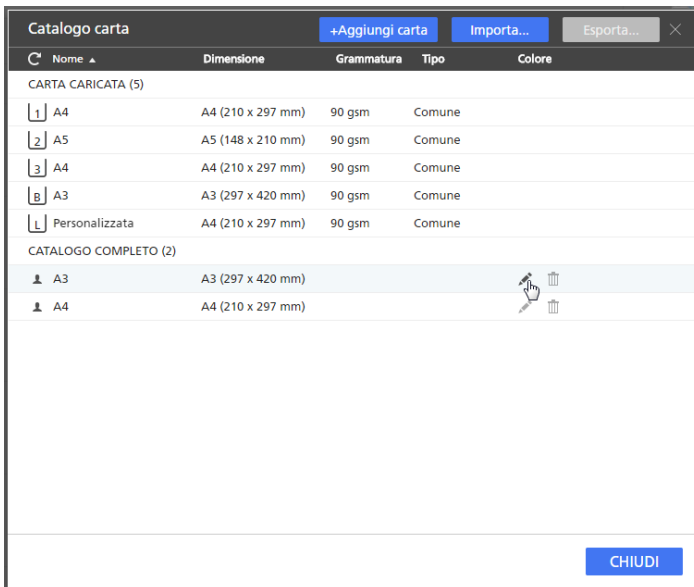 Catalogo carta +Aggiungi carta Importa... Esporta...
Nome Dimensione Grammatura Tipo Colore
CARTA CARICATA (5)
1 A4 A4 (210 x 297 mm) 90 gsm Comune
2 A5 A5 (148 x 210 mm) 90 gsm Comune
3 A4 A4 (210 x 297 mm) 90 gsm Comune
B A3 A3 (297 x 420 mm) 90 gsm Comune
L Personalizzata A4 (210 x 297 mm) 90 gsm Comune
CATALOGO COMPLETO (2)
A3 A3 (297 x 420 mm)
A4 A4 (210 x 297 mm)
CHIUDI